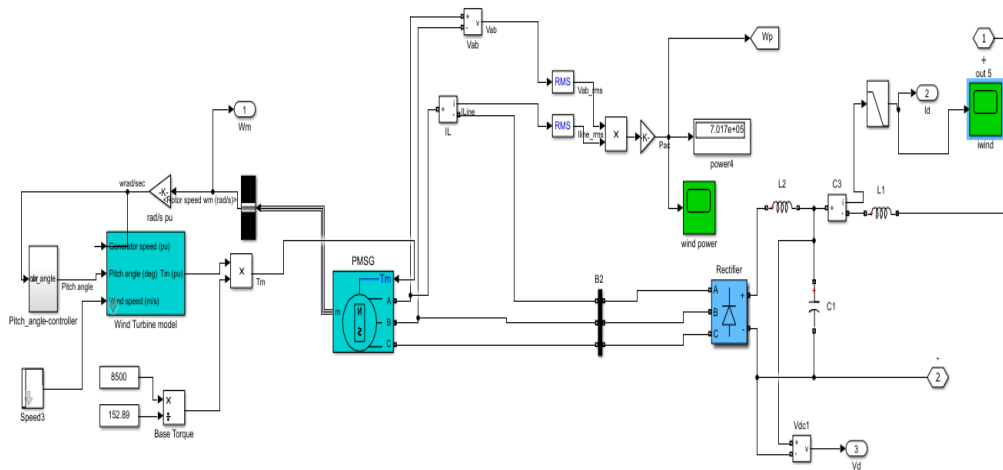 Vab
Vab
Wp
1
+
out 5
iwind
2
Id
RMS
Vab_rms
RMS
Iline_rms
ILine
IL
-K-
Pac
7.017e+05
power4
wind power
1
Wm
wrad/sec
-K-
<Rotor speed wm (rad/s)>
rad/s pu
Generator speed (pu)
Pitch angle (deg)
Tm (pu)
Wind speed (m/s)
Wind Turbine model
Pitch angle
Pitch_angle-controller
Speed3
8500
152.89
Base Torque
Tm
PMSG
Tm
m
N
S
A
B
C
B2
Rectifier
A
B
C
+
-
L2
C3
L1
C1
-
2
Vdc1
3
Vd